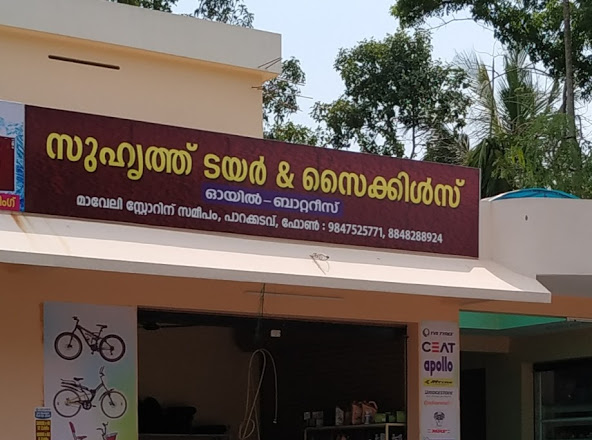 സുഹൃത്ത് ടയർ & സൈക്കിൾസ്
ഓയിൽ – ബാറ്ററീസ്
മാവേലി സ്റ്റോറിന് സമീപം, പാറക്കടവ്, ഫോൺ : 9847525771, 8848288924
CEAT
apollo